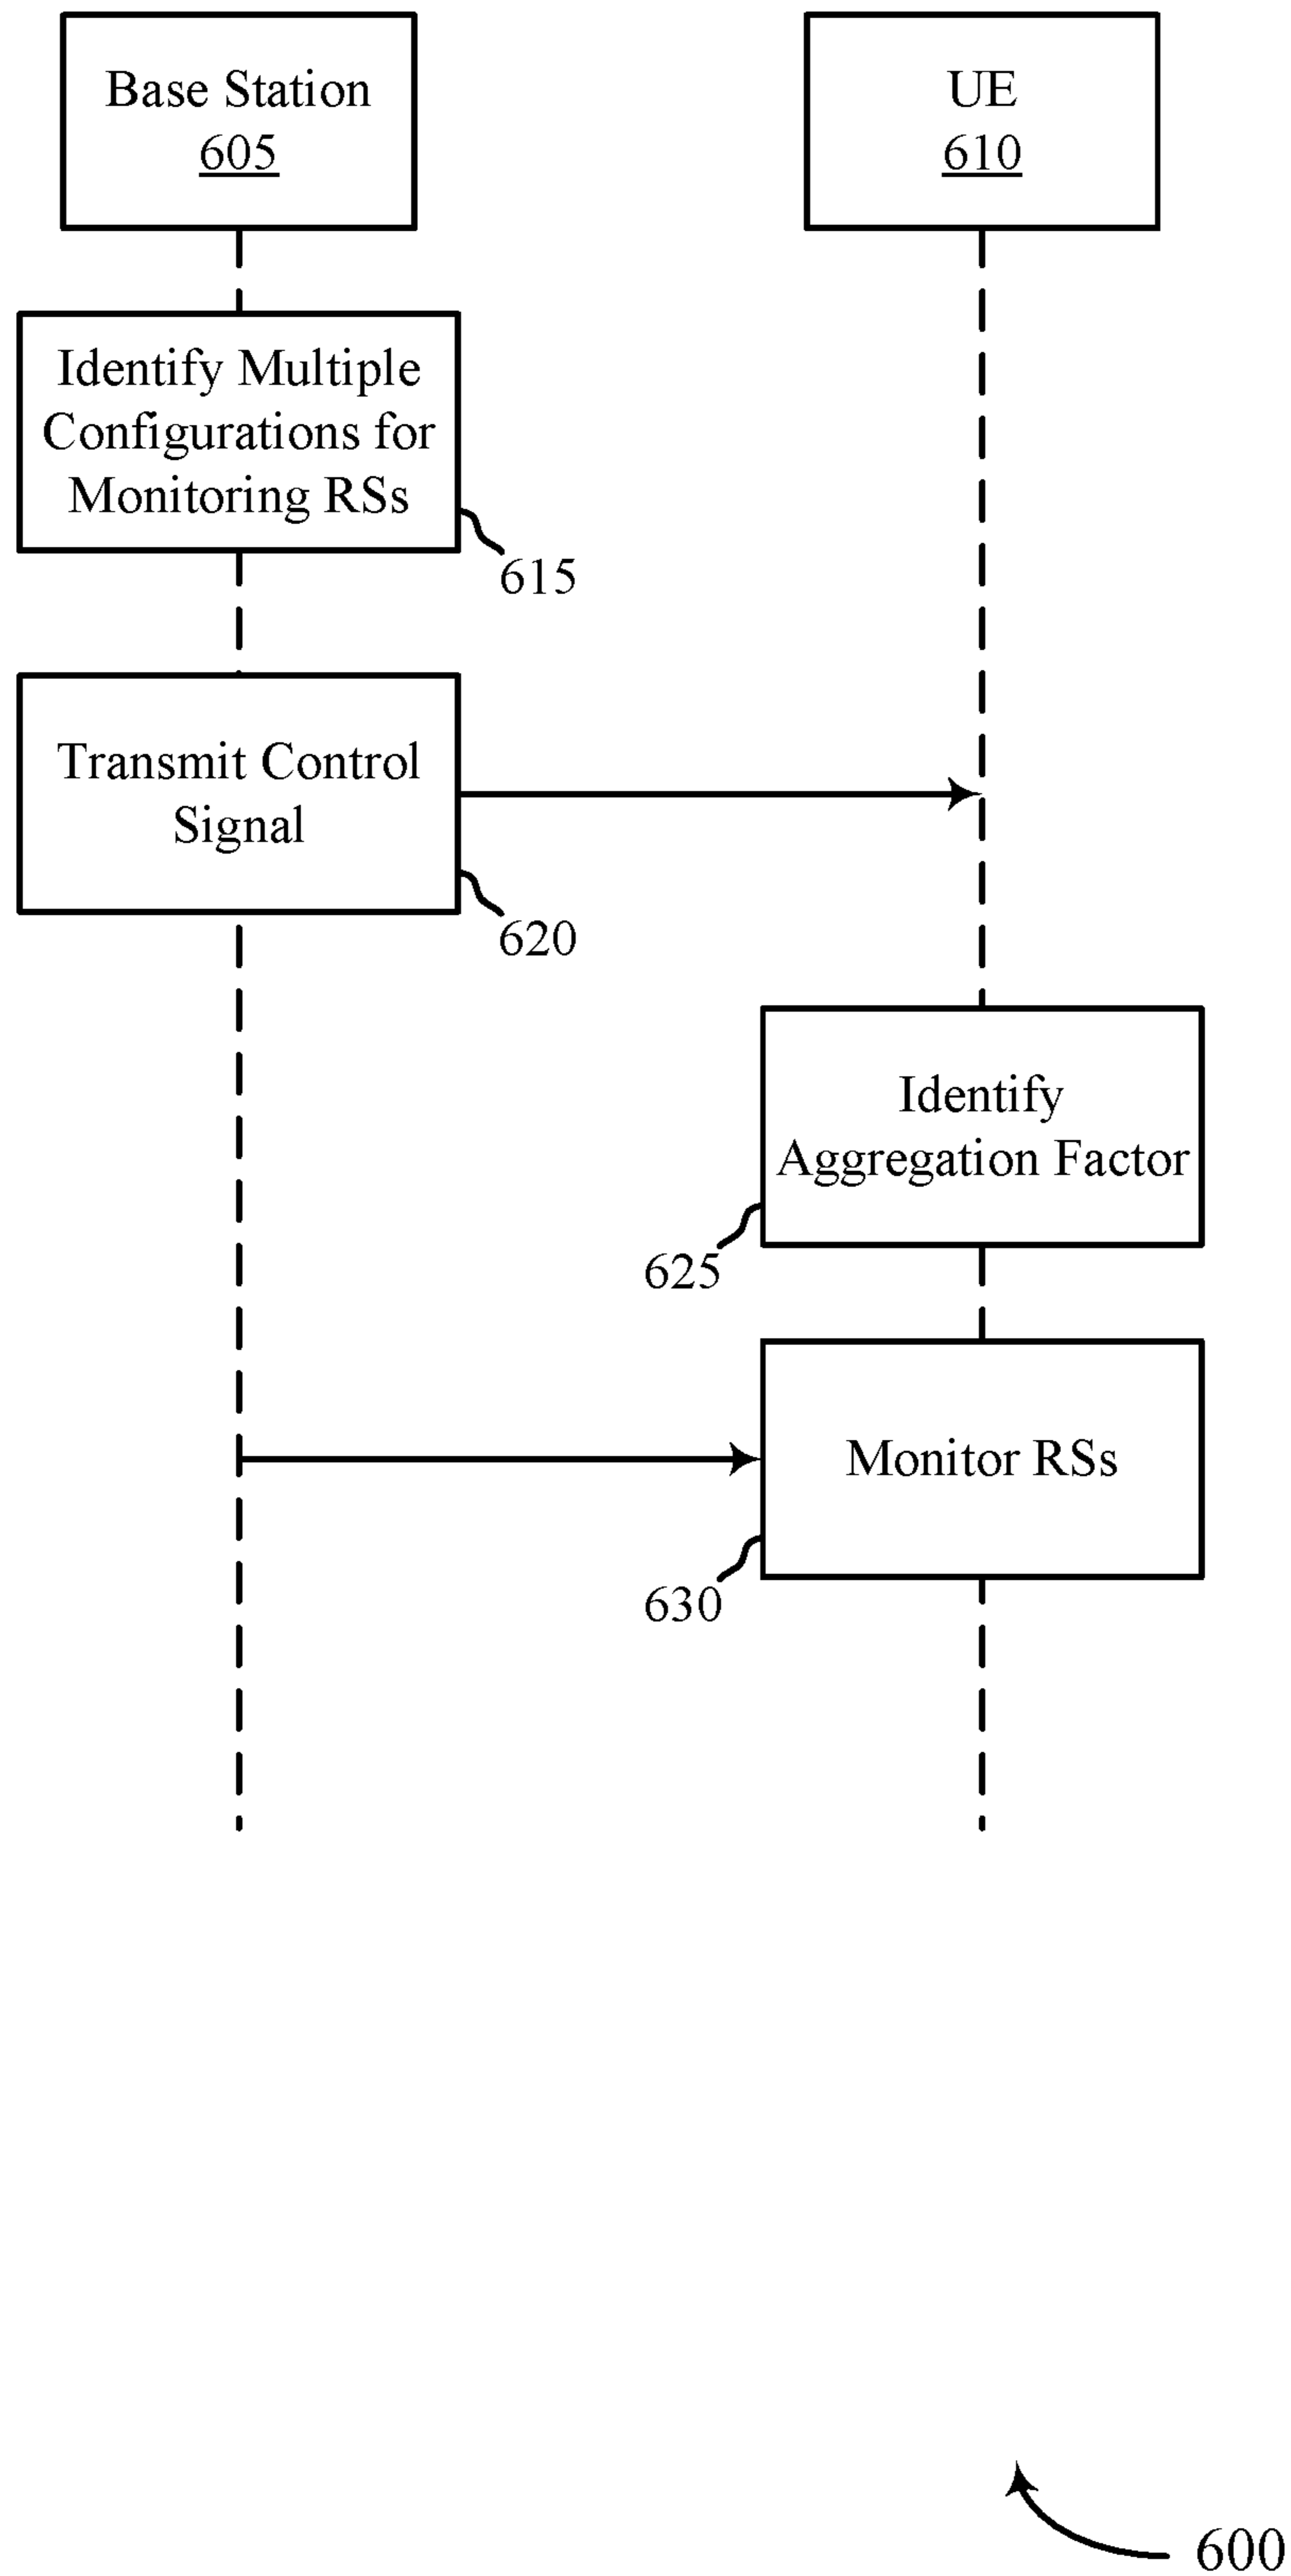 Base Station
605
UE
610
Identify Multiple
Configurations for
Monitoring RSs
615
Transmit Control
Signal
620
Identify
Aggregation Factor
625
Monitor RSs
630
600